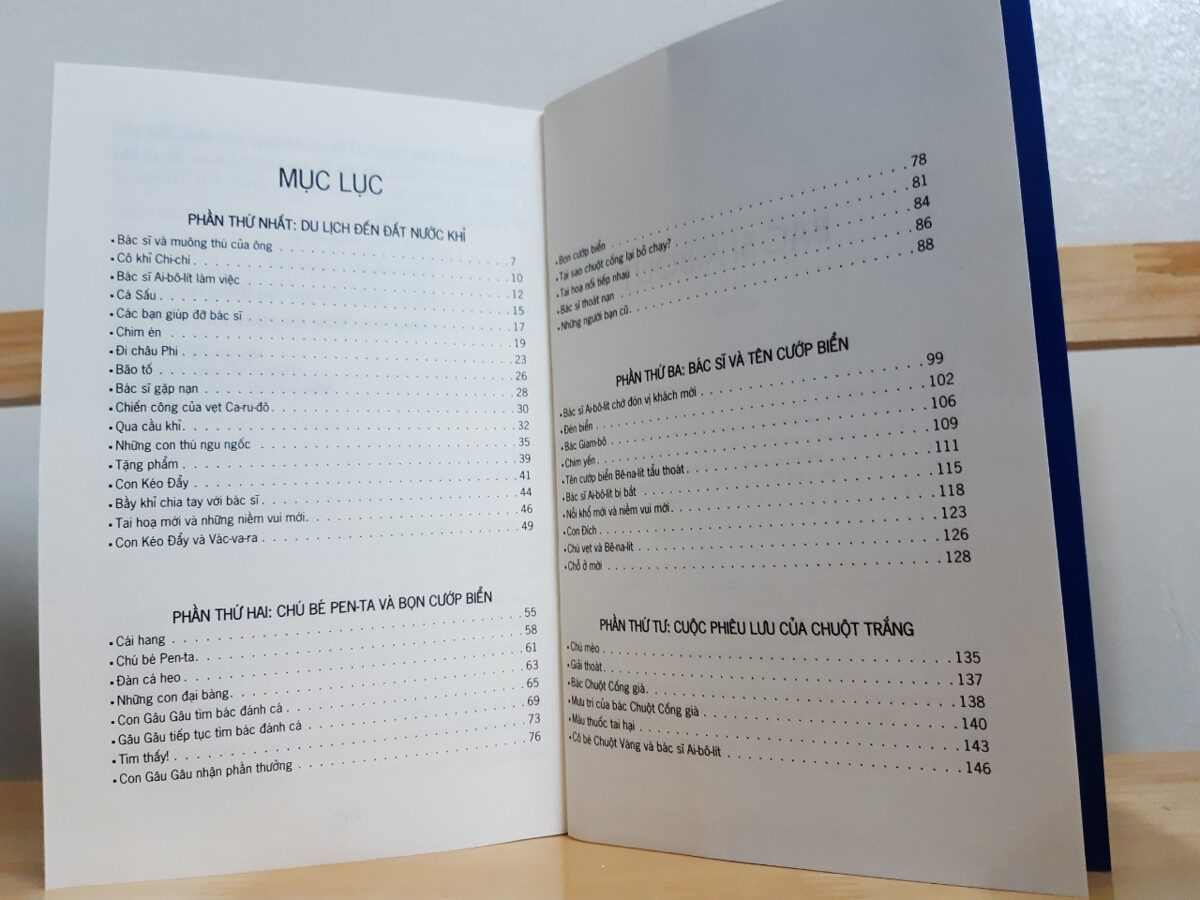 MỤC LỤC
PHẦN THỨ NHẤT: DU LỊCH ĐẾN ĐẤT NƯỚC KHỈ
• Bác sĩ và muông thú của ông . . . 7
• Cô khỉ Chi-chi . . . 10
• Bác sĩ Ai-bô-lít làm việc . . . 12
• Cá Sấu . . . 15
• Các bạn giúp đỡ bác sĩ . . . 17
• Chim én . . . 19
• Đi châu Phi . . . 23
• Bão tố . . . 26
• Bác sĩ gặp nạn . . . 28
• Chiến công của vẹt Ca-ru-đô . . . 30
• Qua cầu khỉ . . . 32
• Những con thú ngu ngốc . . . 35
• Tặng phẩm . . . 39
• Con Kéo Đẩy . . . 41
• Bầy khỉ chia tay với bác sĩ . . . 44
• Tai hoạ mới và những niềm vui mới . . . 46
• Con Kéo Đẩy và Vác-va-ra . . . 49
PHẦN THỨ HAI: CHÚ BÉ PEN-TA VÀ BỌN CƯỚP BIỂN
• Cái hang . . . 55
• Chú bé Pen-ta . . . 58
• Đàn cá heo . . . 61
• Những con đại bàng . . . 63
• Con Gâu Gâu tìm bác đánh cá . . . 65
• Gâu Gâu tiếp tục tìm bác đánh cá . . . 69
• Tìm thấy! . . . 73
• Con Gâu Gâu nhận phần thưởng . . . 76
• Bọn cướp biển . . . 78
• Tại sao chuột cống lại bỏ chạy? . . . 81
• Tai hoạ nối tiếp nhau . . . 84
• Bác sĩ thoát nạn . . . 86
• Những người bạn cũ . . . 88
PHẦN THỨ BA: BÁC SĨ VÀ TÊN CƯỚP BIỂN
• Bác sĩ Ai-bô-lít chờ đón vị khách mới . . . 99
• Đèn biển . . . 102
• Bác Giam-bô . . . 106
• Chim yến . . . 109
• Tên cướp biển Bê-na-lít tẩu thoát . . . 111
• Bác sĩ Ai-bô-lít bị bắt . . . 115
• Nỗi khổ mới và niềm vui mới . . . 118
• Con Đích . . . 123
• Chú vẹt và Bê-na-lít . . . 126
• Chỗ ở mới . . . 128
PHẦN THỨ TƯ: CUỘC PHIÊU LƯU CỦA CHUỘT TRẮNG
• Chú mèo . . . 135
• Giải thoát . . . 137
• Bác Chuột Cống già . . . 138
• Mưu trí của bác Chuột Cống già . . . 140
• Màu thuốc tai hại . . . 143
• Cô bé Chuột Vàng và bác sĩ Ai-bô-lít . . . 146